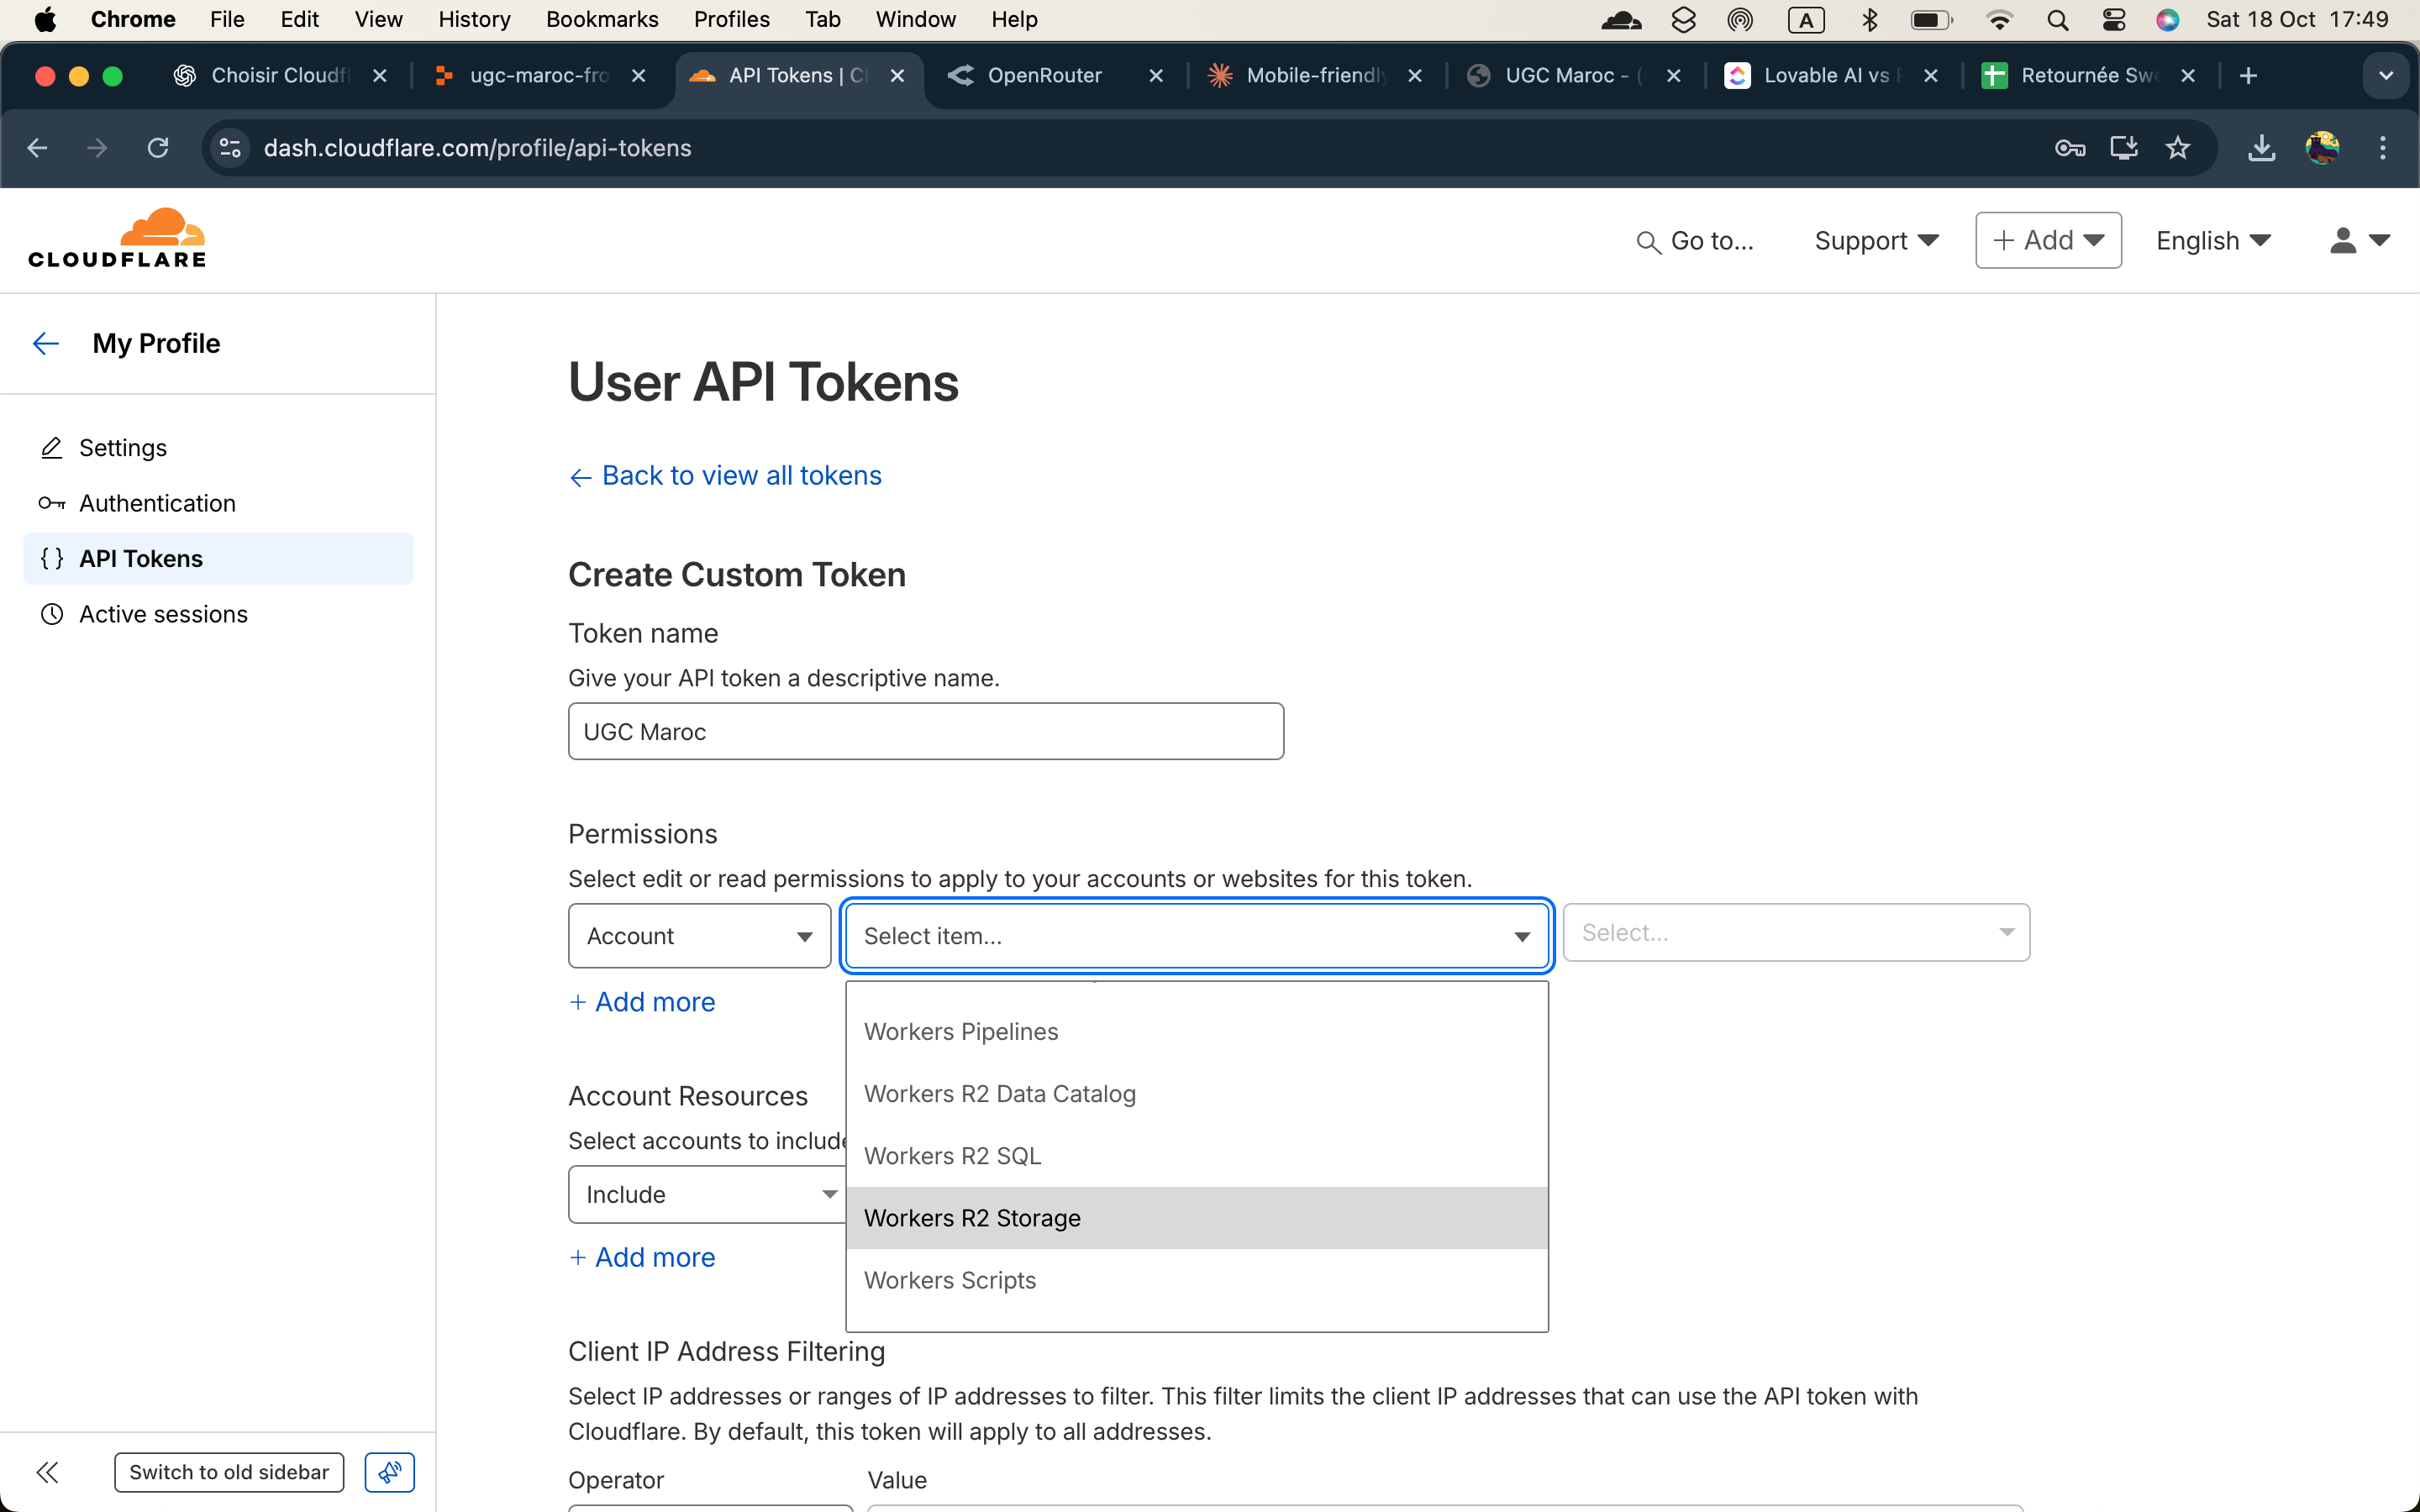 Chrome File Edit View History Bookmarks Profiles Tab Window Help A Sat 18 Oct 17:49
Choisir Cloudfl ugc-maroc-fro API Tokens | Cl OpenRouter Mobile-friendly UGC Maroc - ( Lovable AI vs Retournée Swe
dash.cloudflare.com/profile/api-tokens
CLOUDFLARE
Go to... Support + Add English
My Profile
Settings
Authentication
API Tokens
Active sessions
Switch to old sidebar
User API Tokens
Back to view all tokens
Create Custom Token
Token name
Give your API token a descriptive name.
UGC Maroc
Permissions
Select edit or read permissions to apply to your accounts or websites for this token.
Account Select item... Select...
+ Add more
Workers Pipelines
Workers R2 Data Catalog
Workers R2 SQL
Workers R2 Storage
Workers Scripts
Account Resources
Select accounts to include
Include
+ Add more
Client IP Address Filtering
Select IP addresses or ranges of IP addresses to filter. This filter limits the client IP addresses that can use the API token with
Cloudflare. By default, this token will apply to all addresses.
Operator Value